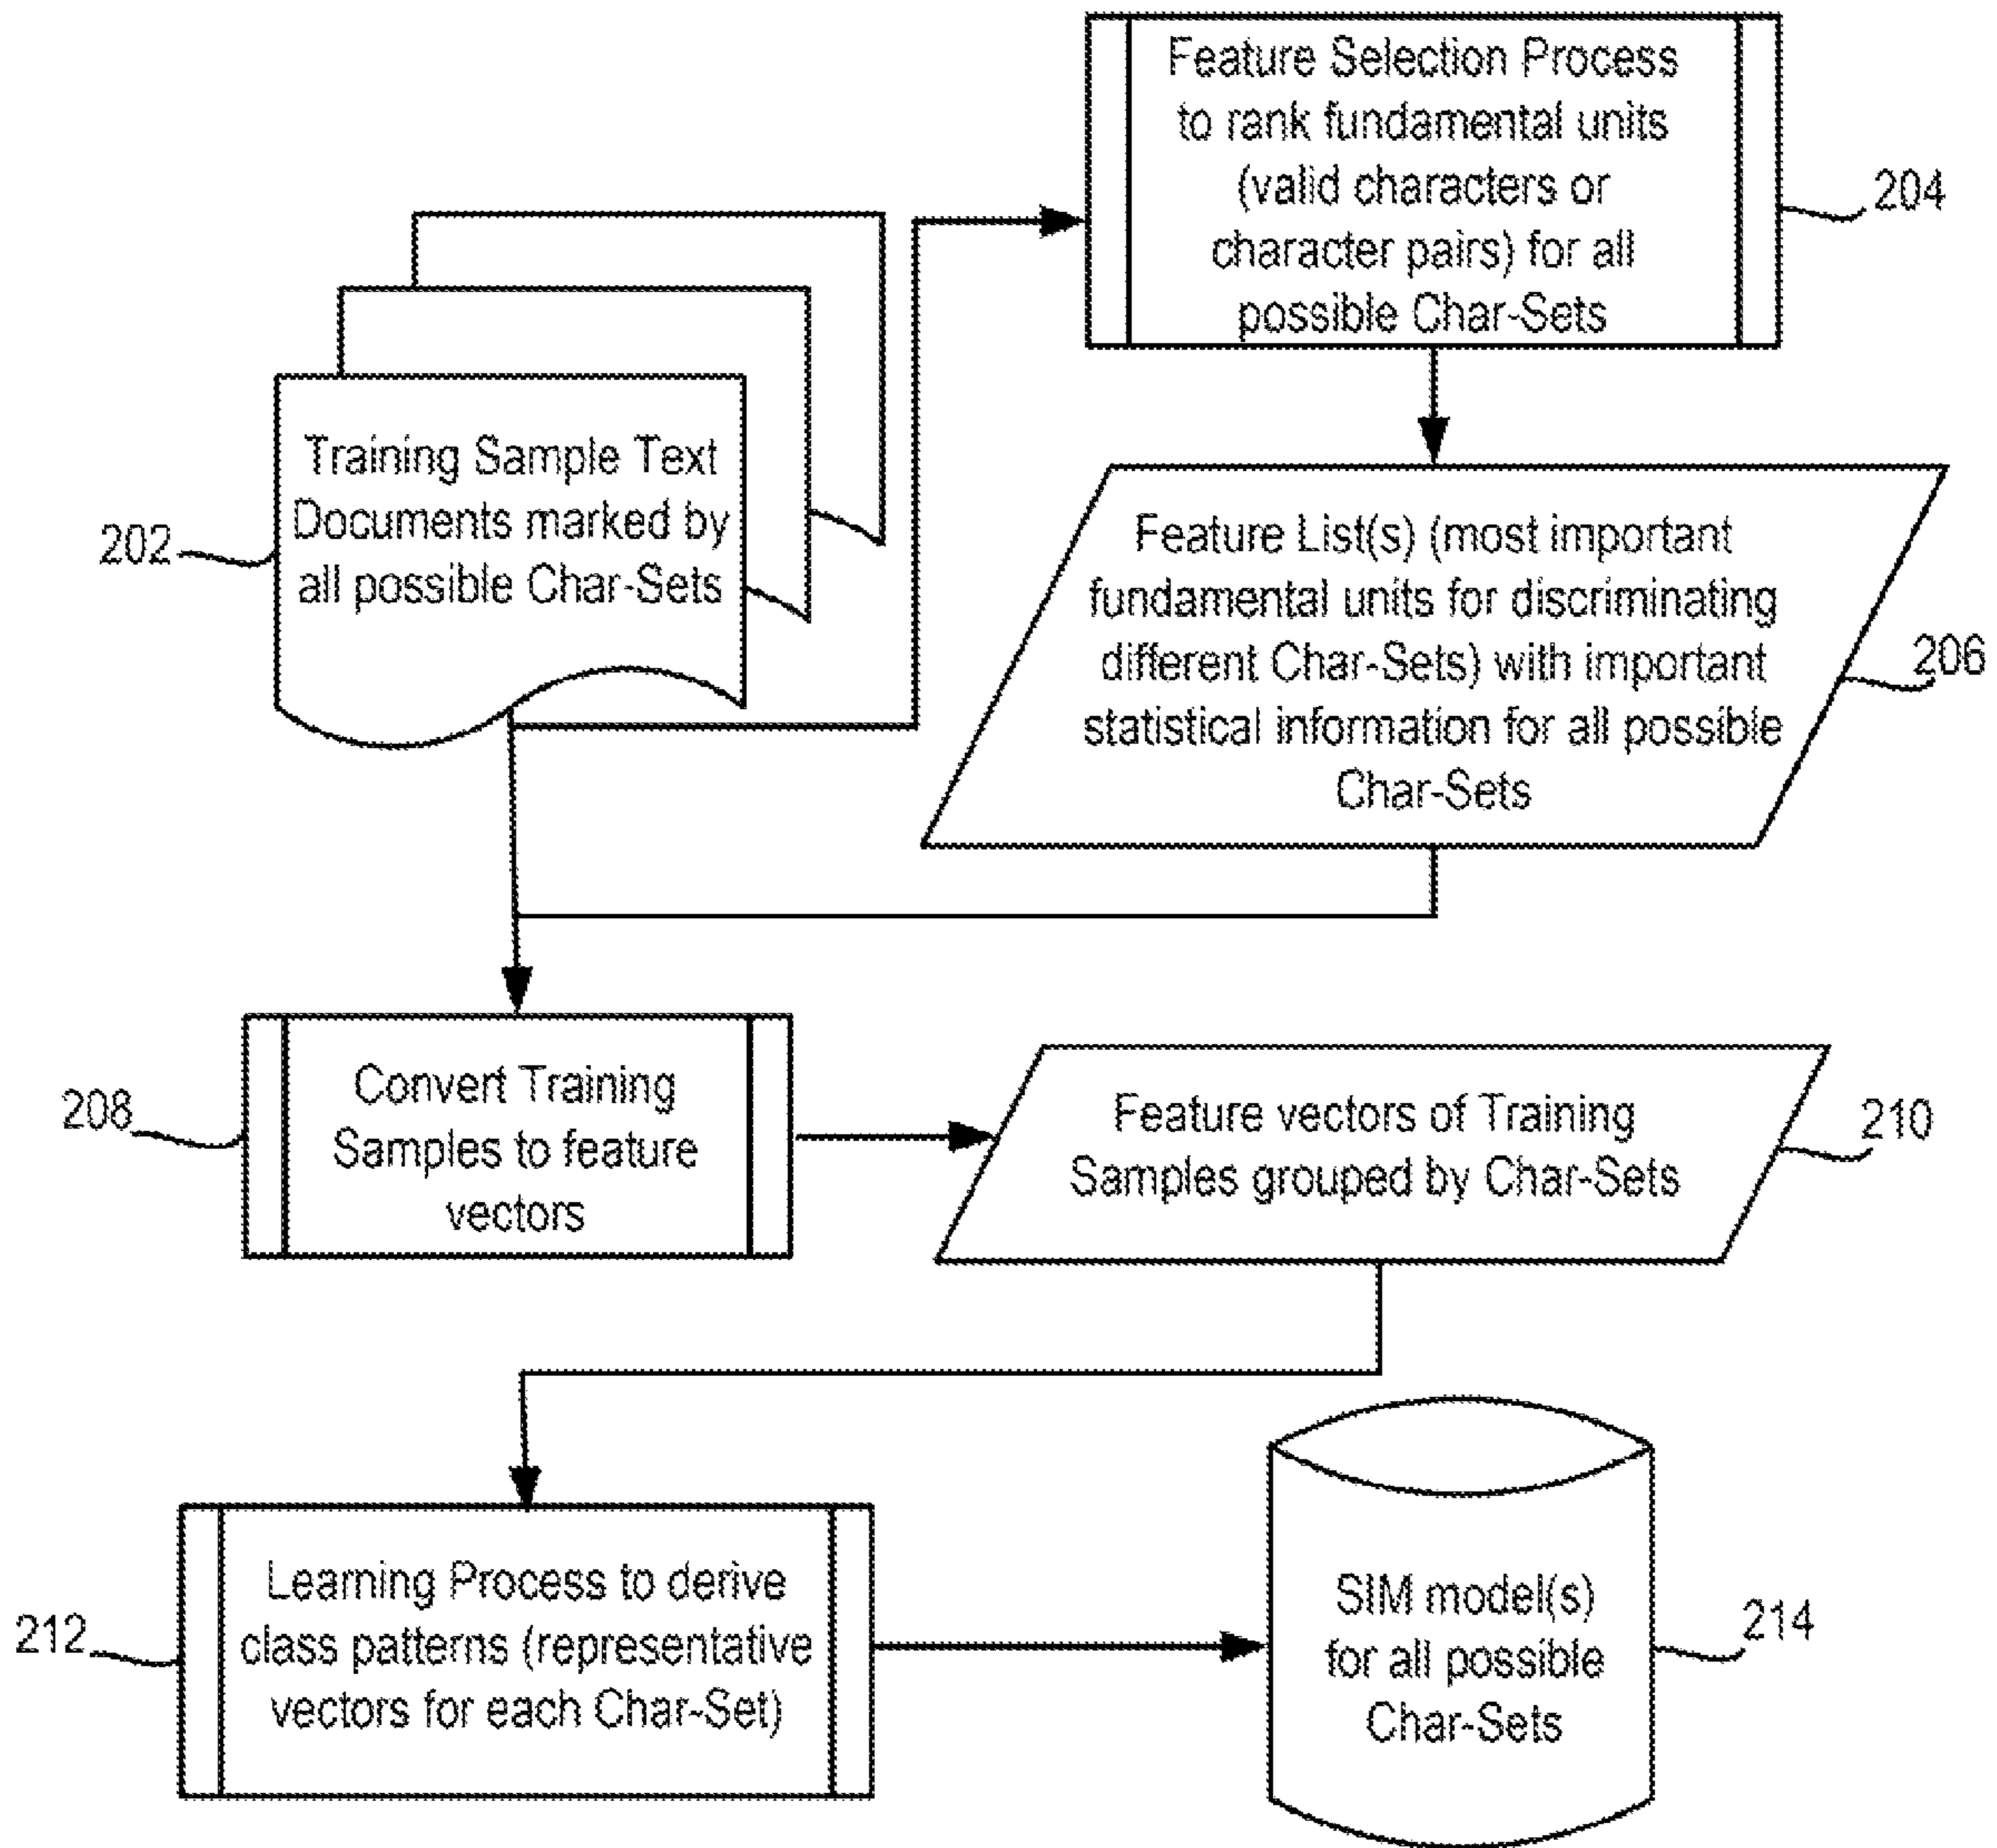 Feature Selection Process
to rank fundamental units
(valid characters or
character pairs) for all
possible Char-Sets
204
Training Sample Text
Documents marked by
all possible Char-Sets
202
Feature List(s) (most important
fundamental units for discriminating
different Char-Sets) with important
statistical information for all possible
Char-Sets
206
Convert Training
Samples to feature
vectors
208
Feature vectors of Training
Samples grouped by Char-Sets
210
Learning Process to derive
class patterns (representative
vectors for each Char-Set)
212
SIM model(s)
for all possible
Char-Sets
214